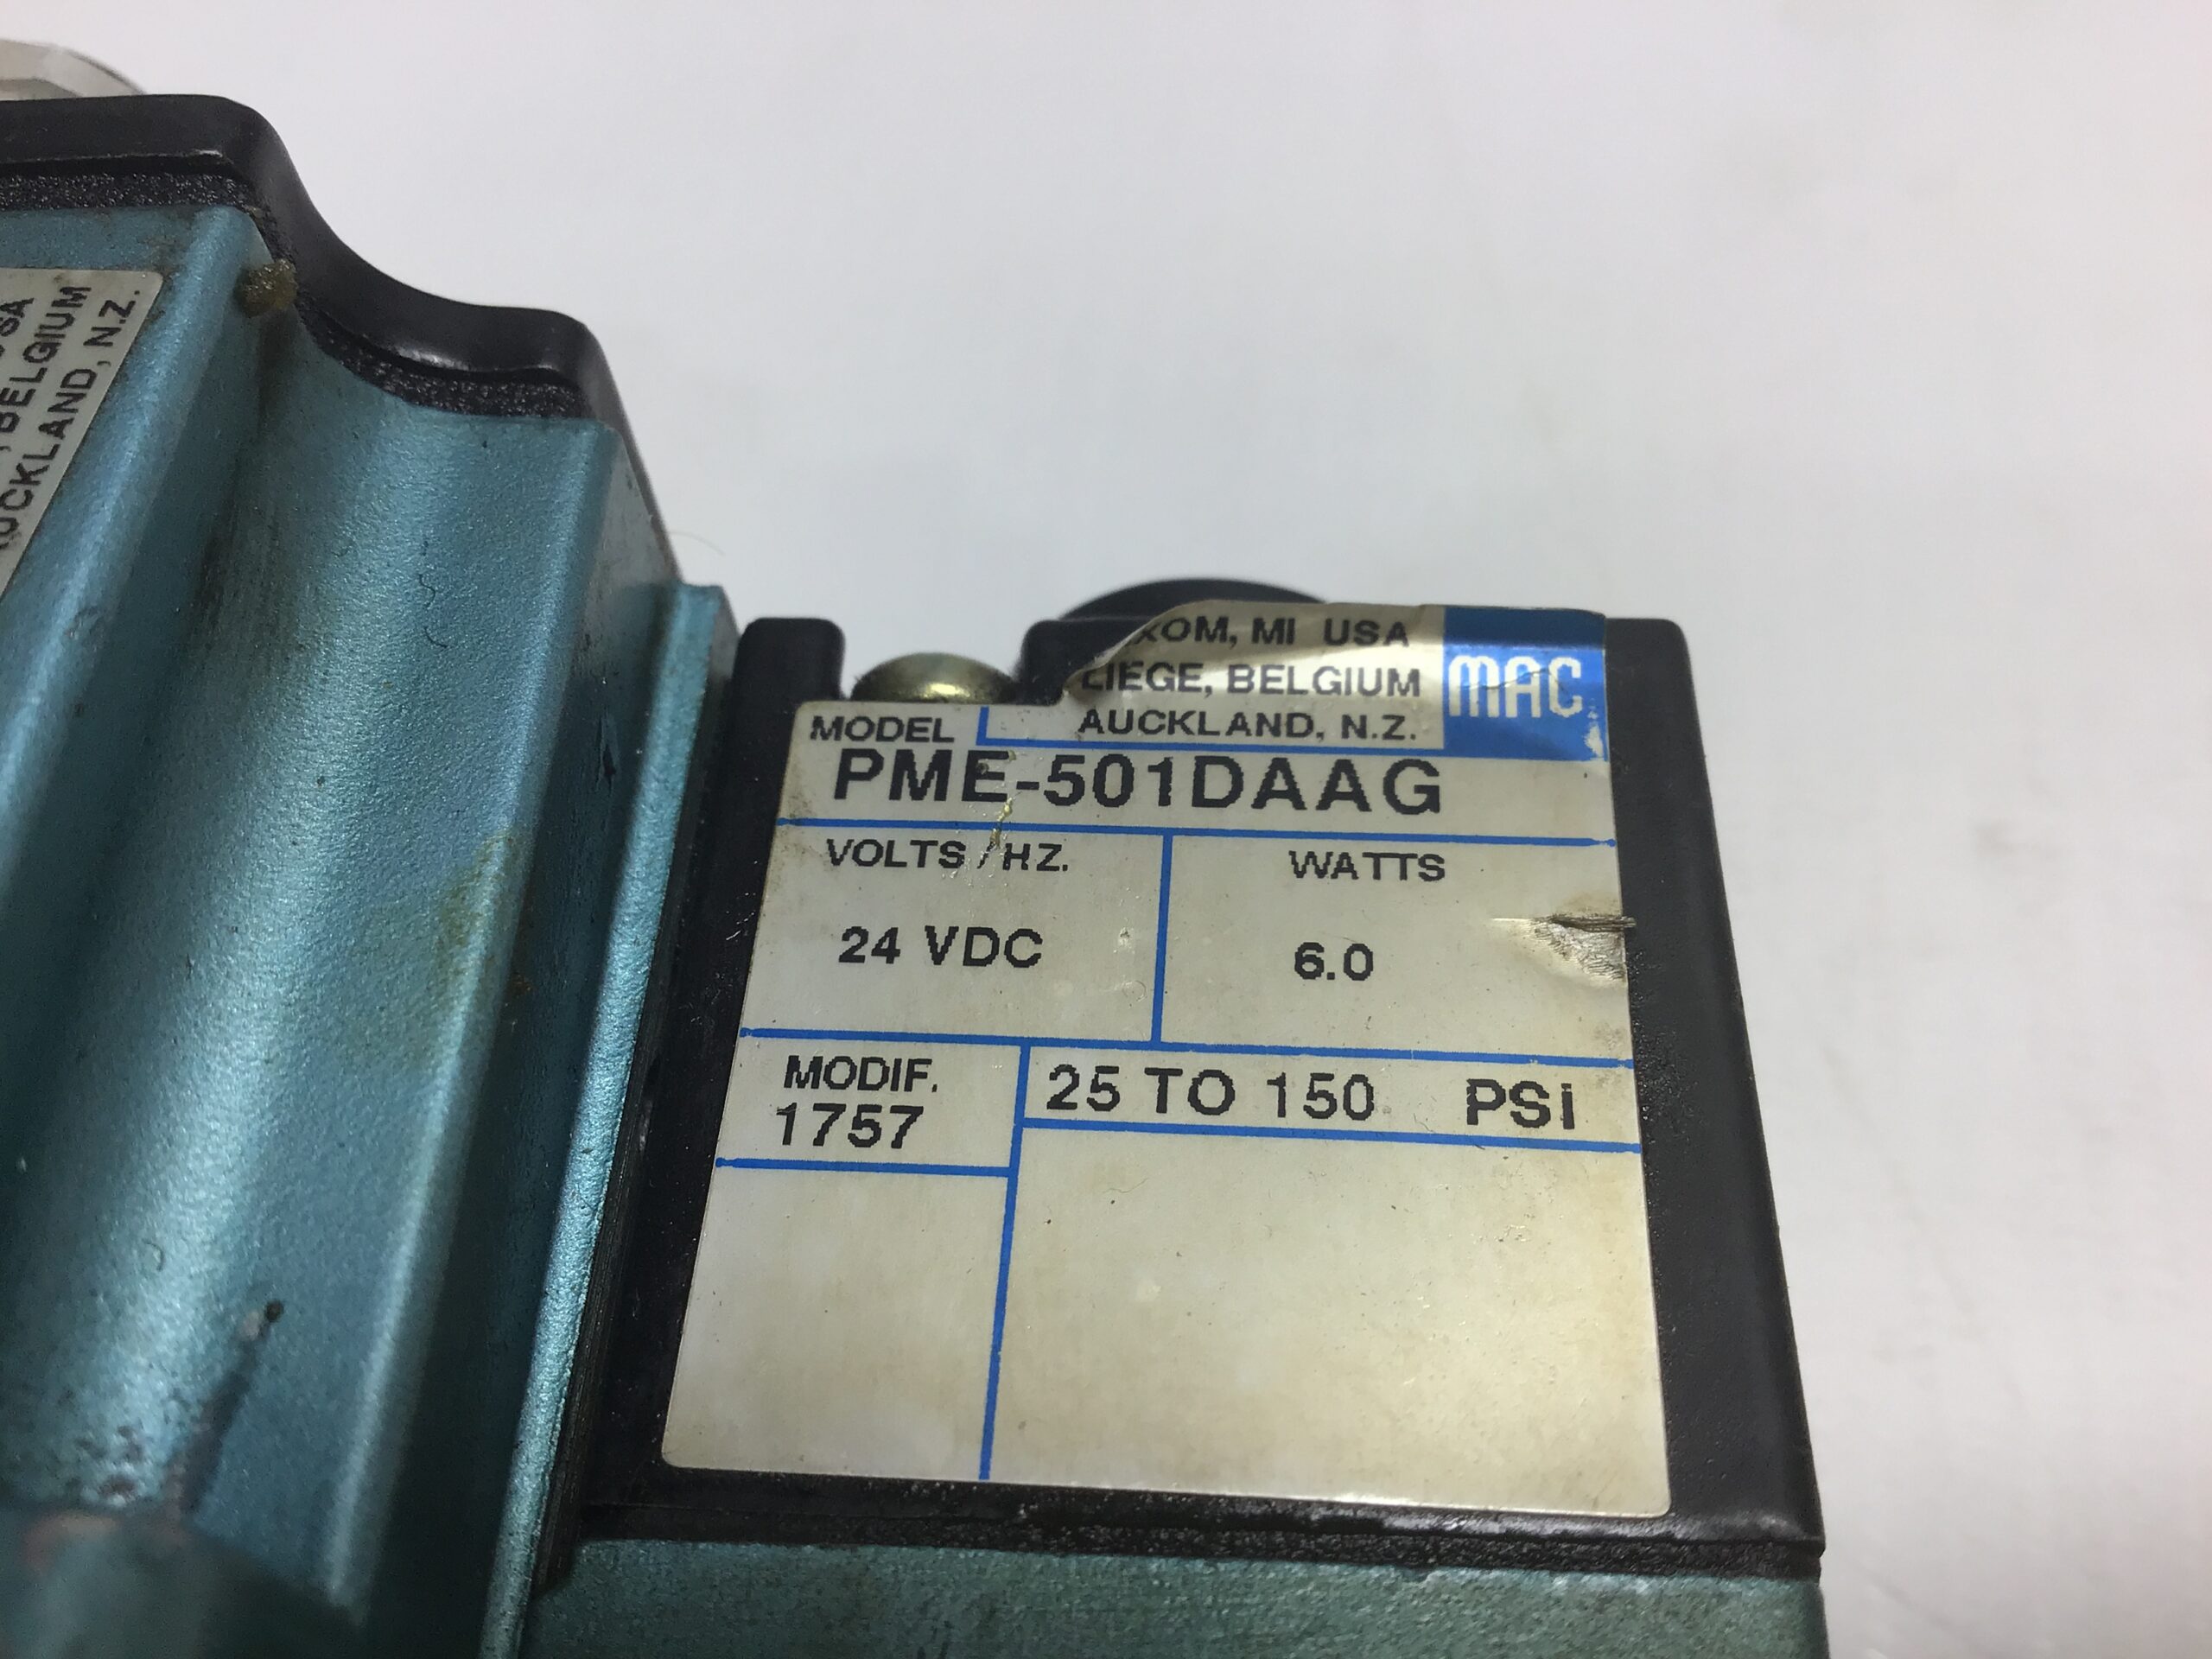 USA
, BELGIUM
AUCKLAND, N.Z.
MI USA
LIEGE, BELGIUM
AUCKLAND, N.Z.
MAC
MODEL
PME-501DAAG
VOLTS/HZ. WATTS
24 VDC 6.0
MODIF. 25 TO 150 PSI
1757